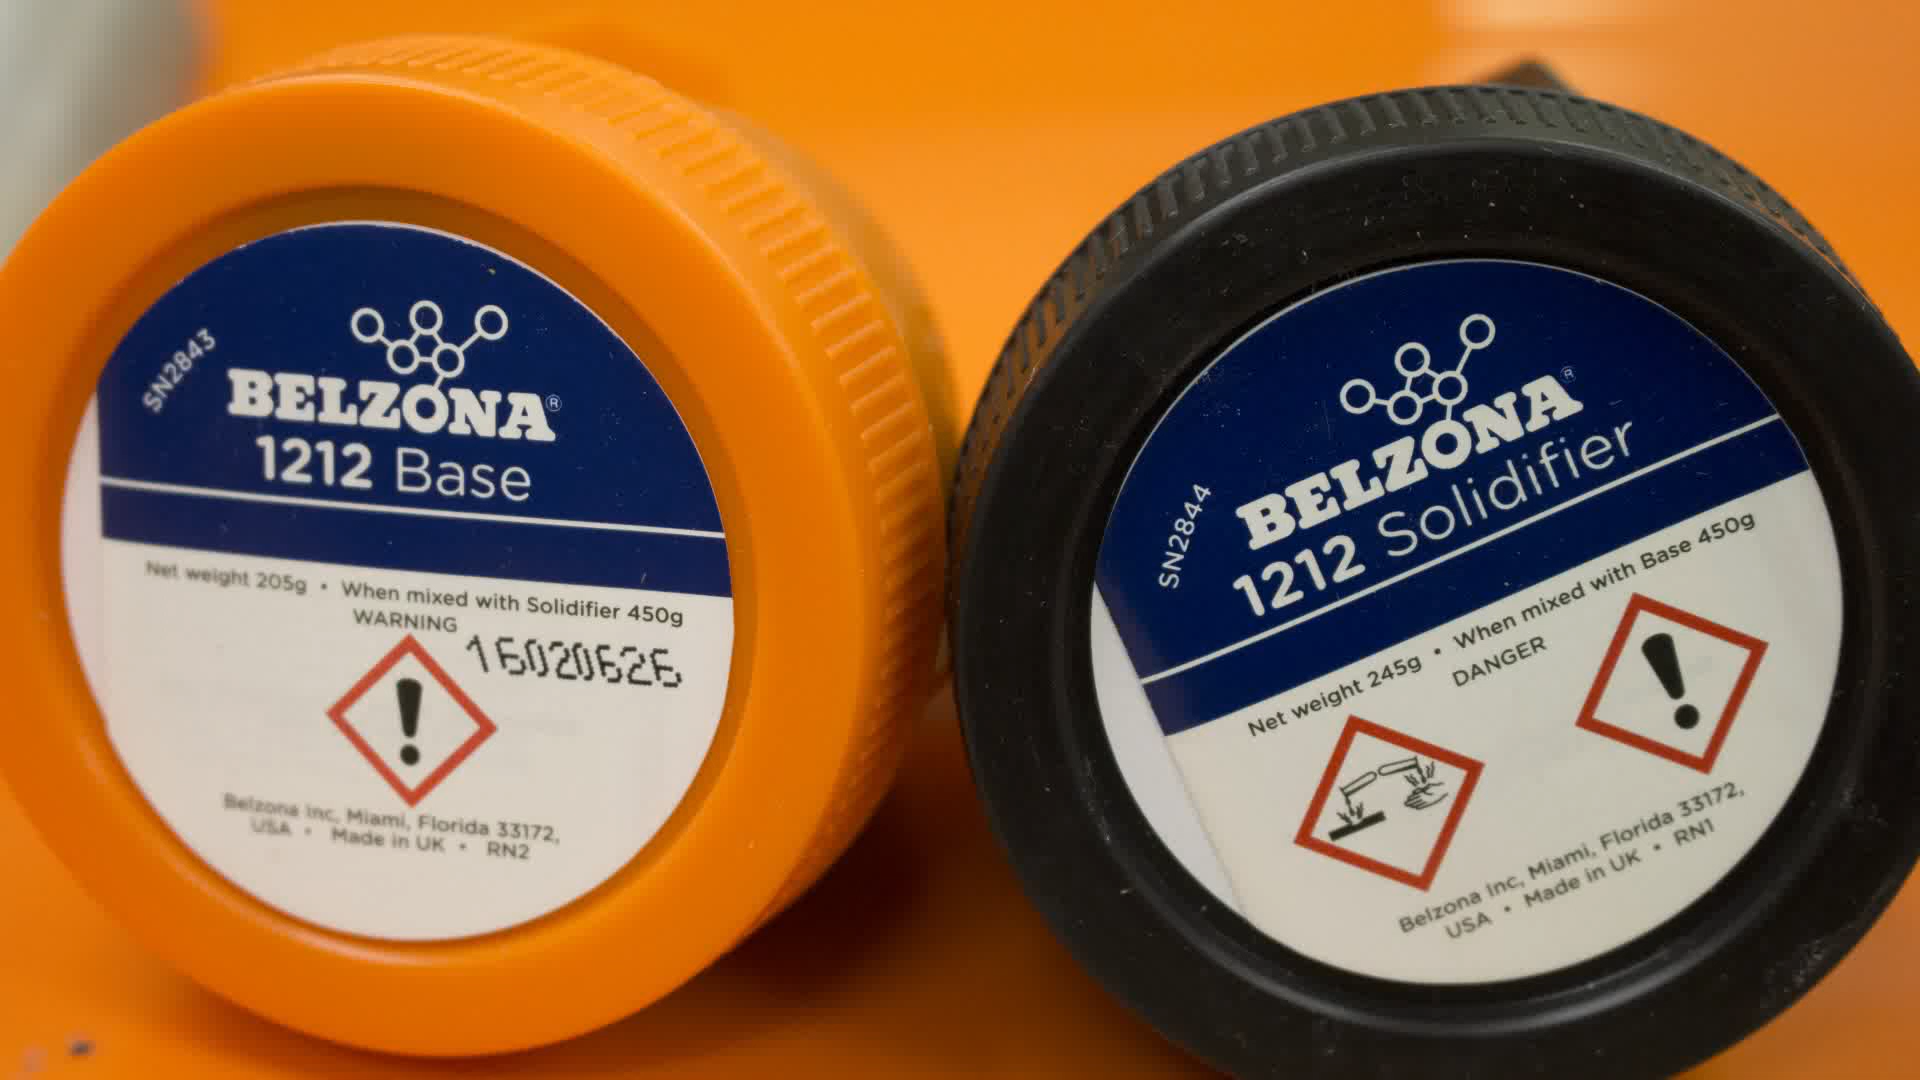 SN2843
BELZONA®
1212 Base
Net weight 205g • When mixed with Solidifier 450g
WARNING
16020626
Belzona Inc, Miami, Florida 33172,
USA • Made in UK • RN2
SN2844
BELZONA®
1212 Solidifier
Net weight 245g • When mixed with Base 450g
DANGER
Belzona Inc, Miami, Florida 33172,
USA • Made in UK • RN1